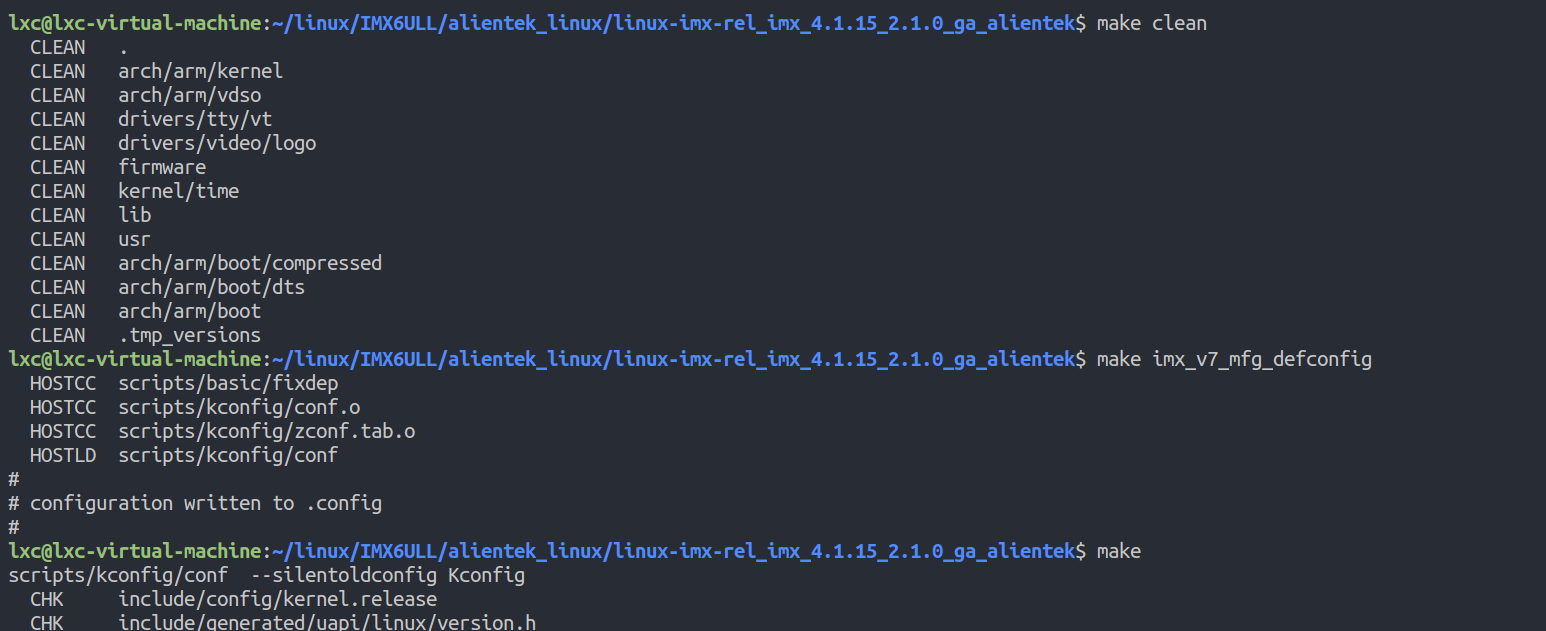 lxc@lxc-virtual-machine:~/linux/IMX6ULL/alientek_linux/linux-imx-rel_imx_4.1.15_2.1.0_ga_alientek$ make clean
  CLEAN   .
  CLEAN   arch/arm/kernel
  CLEAN   arch/arm/vdso
  CLEAN   drivers/tty/vt
  CLEAN   drivers/video/logo
  CLEAN   firmware
  CLEAN   kernel/time
  CLEAN   lib
  CLEAN   usr
  CLEAN   arch/arm/boot/compressed
  CLEAN   arch/arm/boot/dts
  CLEAN   arch/arm/boot
  CLEAN   .tmp_versions
lxc@lxc-virtual-machine:~/linux/IMX6ULL/alientek_linux/linux-imx-rel_imx_4.1.15_2.1.0_ga_alientek$ make imx_v7_mfg_defconfig
  HOSTCC  scripts/basic/fixdep
  HOSTCC  scripts/kconfig/conf.o
  HOSTCC  scripts/kconfig/zconf.tab.o
  HOSTLD  scripts/kconfig/conf
#
# configuration written to .config
#
lxc@lxc-virtual-machine:~/linux/IMX6ULL/alientek_linux/linux-imx-rel_imx_4.1.15_2.1.0_ga_alientek$ make
scripts/kconfig/conf  --silentoldconfig Kconfig
  CHK     include/config/kernel.release
  CHK     include/generated/uapi/linux/version.h